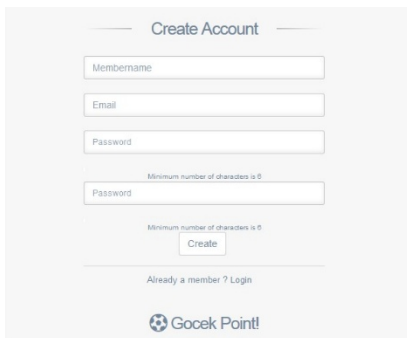 Create Account
Membername
Email
Password
Minimum number of characters is 6
Password
Minimum number of characters is 6
Create
Already a member ? Login
Gocek Point!